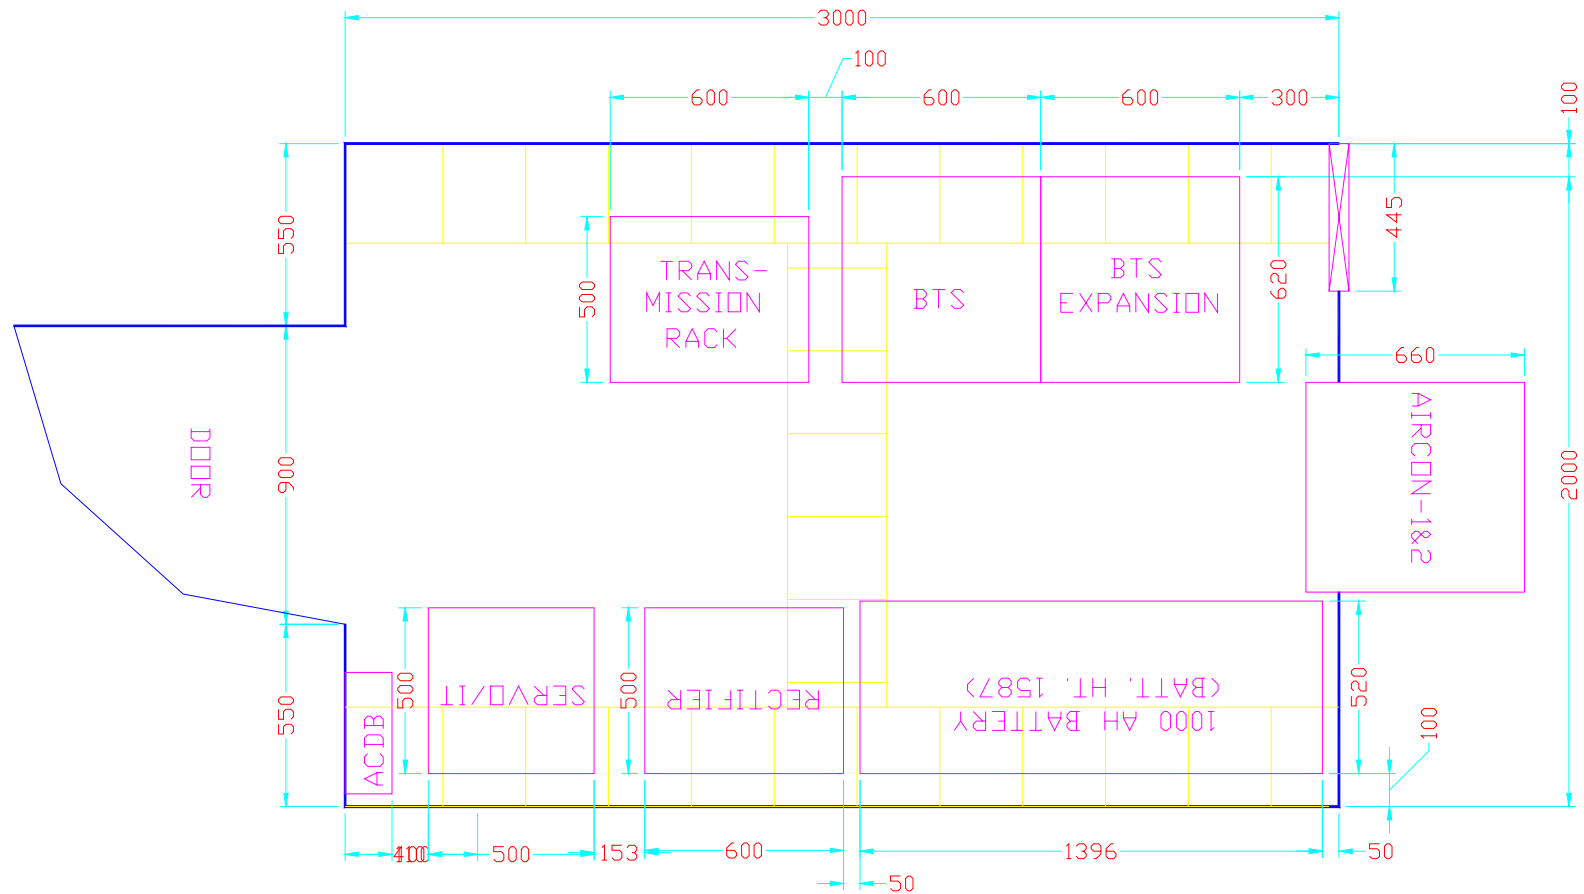 3000
100
600
600
600
300
100
550
445
TRANS-
MISSION
RACK
500
BTS
BTS
EXPANSION
620
660
AIRCON-1&2
DOOR
900
2000
550
ACDB
500
SERVO/IT
500
RECTIFIER
1000 AH BATTERY
(BATT. HT. 1587)
520
100
500
153
600
1396
50
50